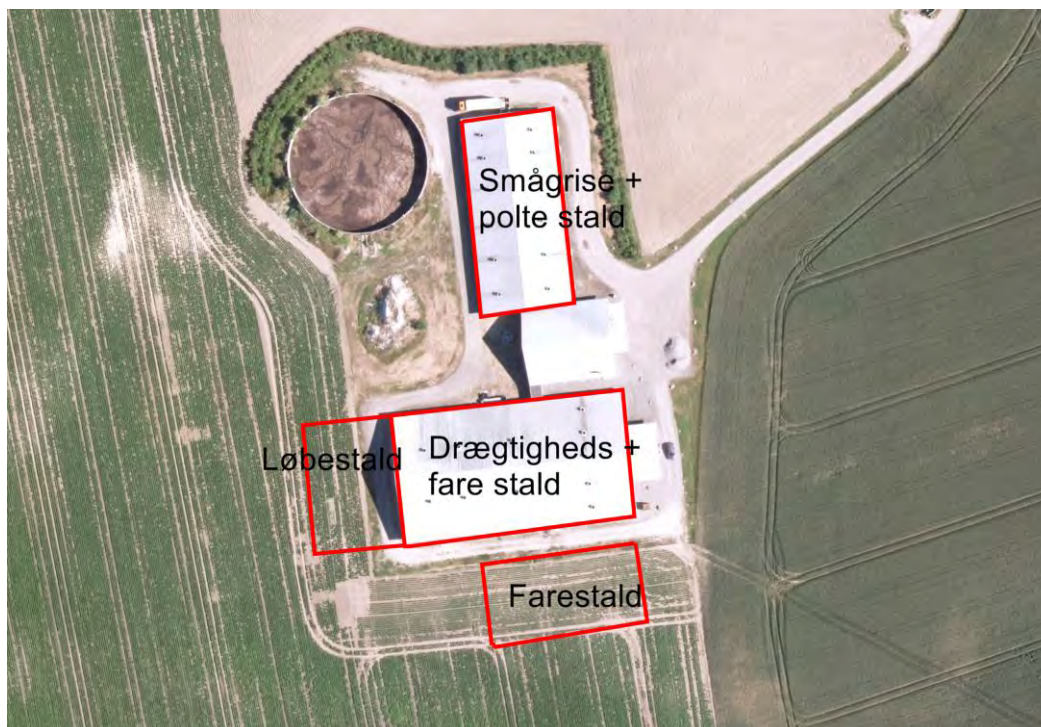 Smågrise +
polte stald
Løbestald
Drægtigheds +
fare stald
Farestald